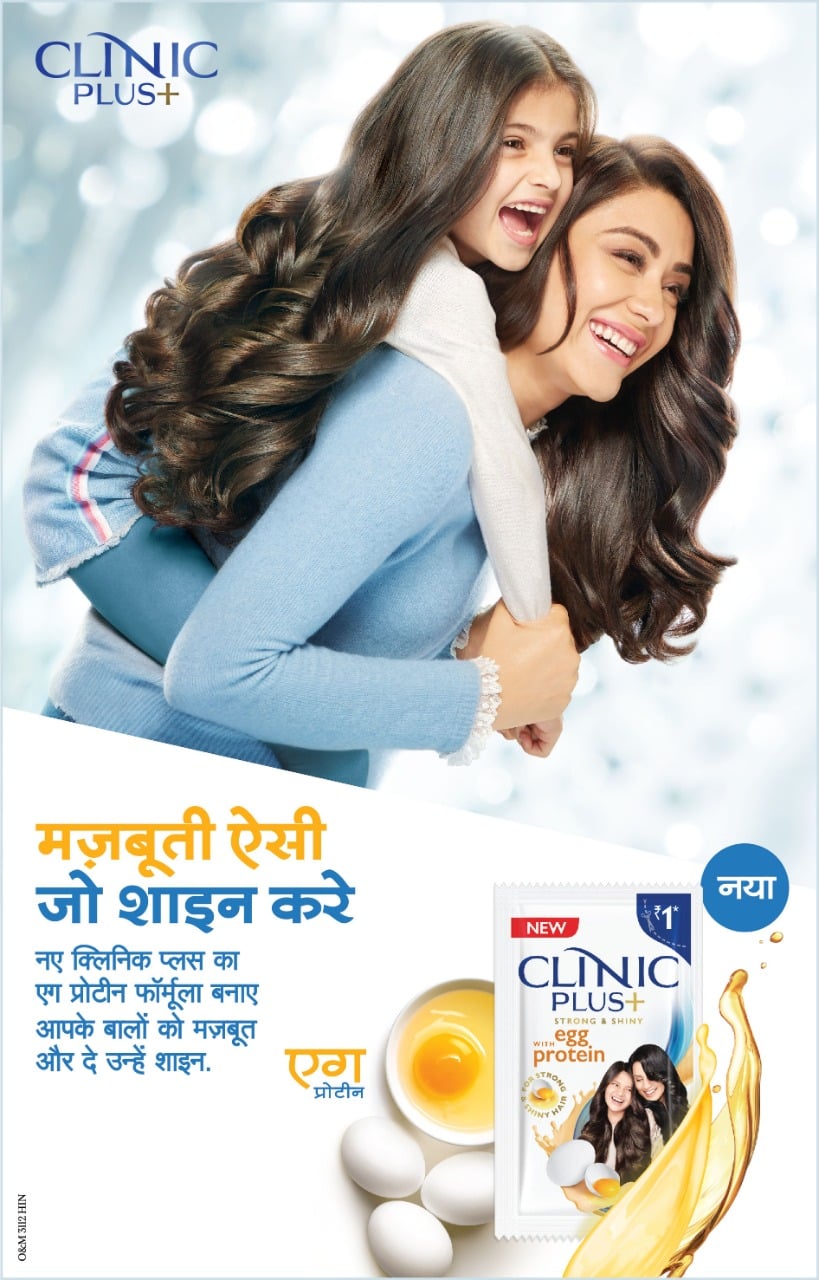 CLINIC
PLUS+
मज़बूती ऐसी
जो शाइन करे
नए क्लिनिक प्लस का
एग प्रोटीन फॉर्मूला बनाए
आपके बालों को मज़बूत
और दे उन्हें शाइन.
एग
प्रोटीन
नया
NEW
₹1*
CLINIC
PLUS+
STRONG & SHINY
WITH egg
protein
FOR STRONG
& SHINY HAIR
O&M 3112 HIN